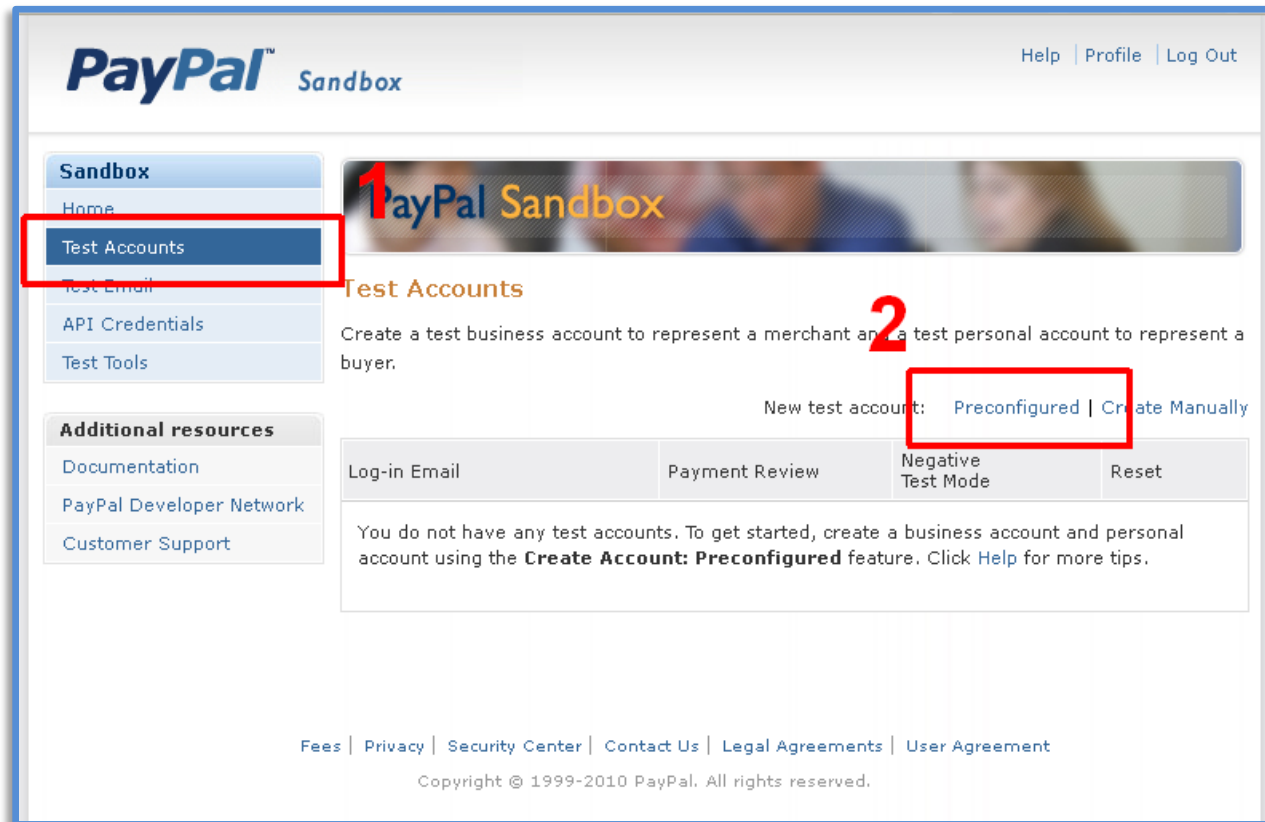 PayPal™ Sandbox
Help | Profile | Log Out
Sandbox
Home
Test Accounts
Test Email
API Credentials
Test Tools
Additional resources
Documentation
PayPal Developer Network
Customer Support
1
PayPal Sandbox
Test Accounts
2
Create a test business account to represent a merchant and a test personal account to represent a
buyer.
New test account: Preconfigured | Create Manually
Log-in Email Payment Review Negative Test Mode Reset
You do not have any test accounts. To get started, create a business account and personal
account using the Create Account: Preconfigured feature. Click Help for more tips.
Fees | Privacy | Security Center | Contact Us | Legal Agreements | User Agreement
Copyright © 1999-2010 PayPal. All rights reserved.